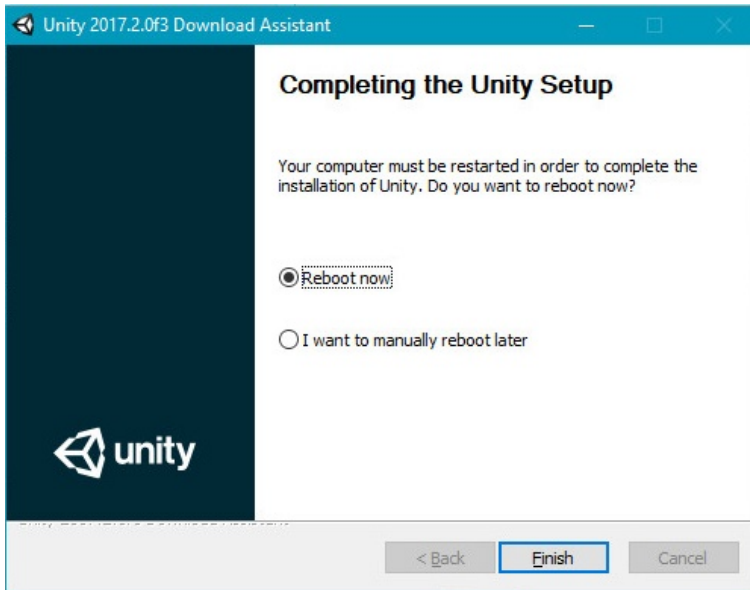 Unity 2017.2.0f3 Download Assistant
Completing the Unity Setup
Your computer must be restarted in order to complete the
installation of Unity. Do you want to reboot now?
Reboot now
I want to manually reboot later
unity
< Back
Finish
Cancel